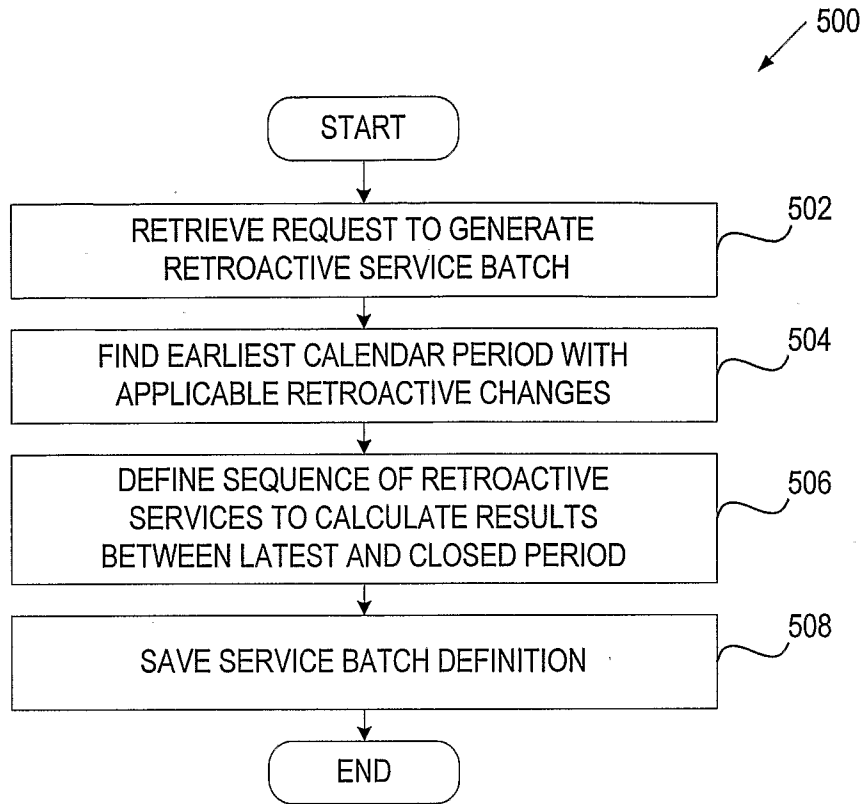 500
START
RETRIEVE REQUEST TO GENERATE
RETROACTIVE SERVICE BATCH
502
FIND EARLIEST CALENDAR PERIOD WITH
APPLICABLE RETROACTIVE CHANGES
504
DEFINE SEQUENCE OF RETROACTIVE
SERVICES TO CALCULATE RESULTS
BETWEEN LATEST AND CLOSED PERIOD
506
SAVE SERVICE BATCH DEFINITION
508
END